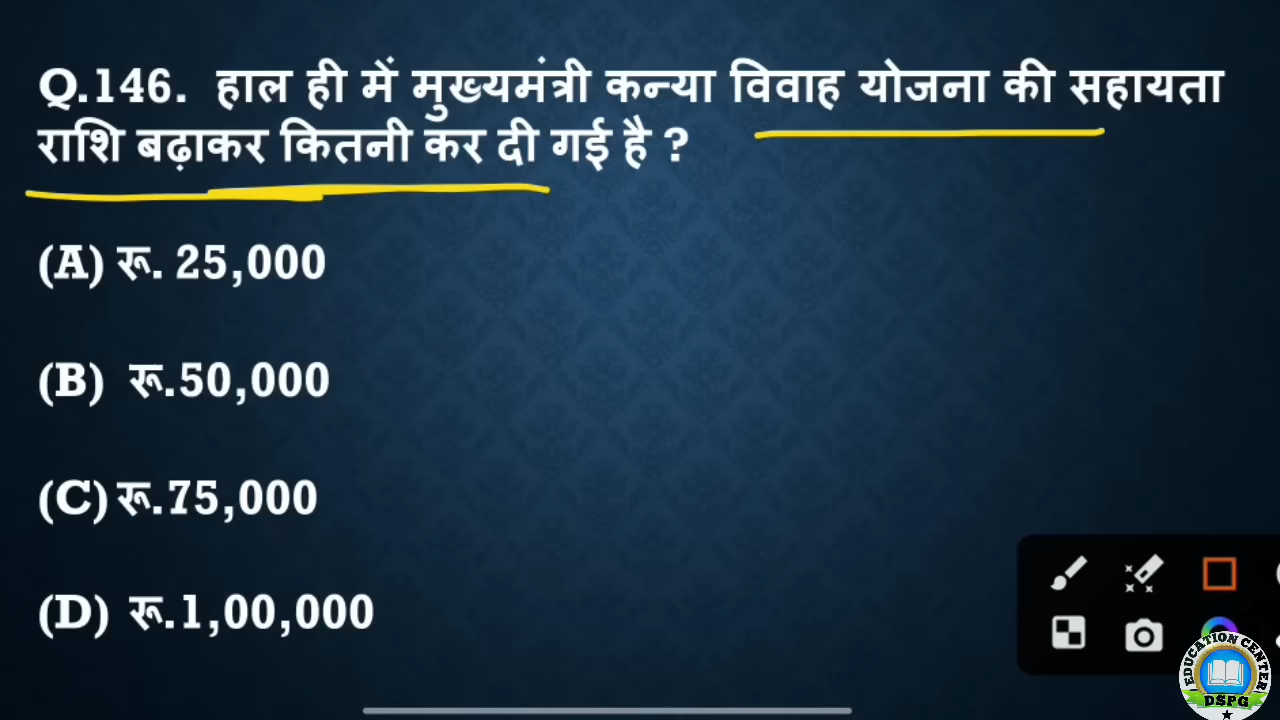 Q.146. हाल ही में मुख्यमंत्री कन्या विवाह योजना की सहायता
राशि बढ़ाकर कितनी कर दी गई है ?
(A) रू. 25,000
(B) रू.50,000
(C) रू.75,000
(D) रू.1,00,000
EDUCATION CENTER
DSPG